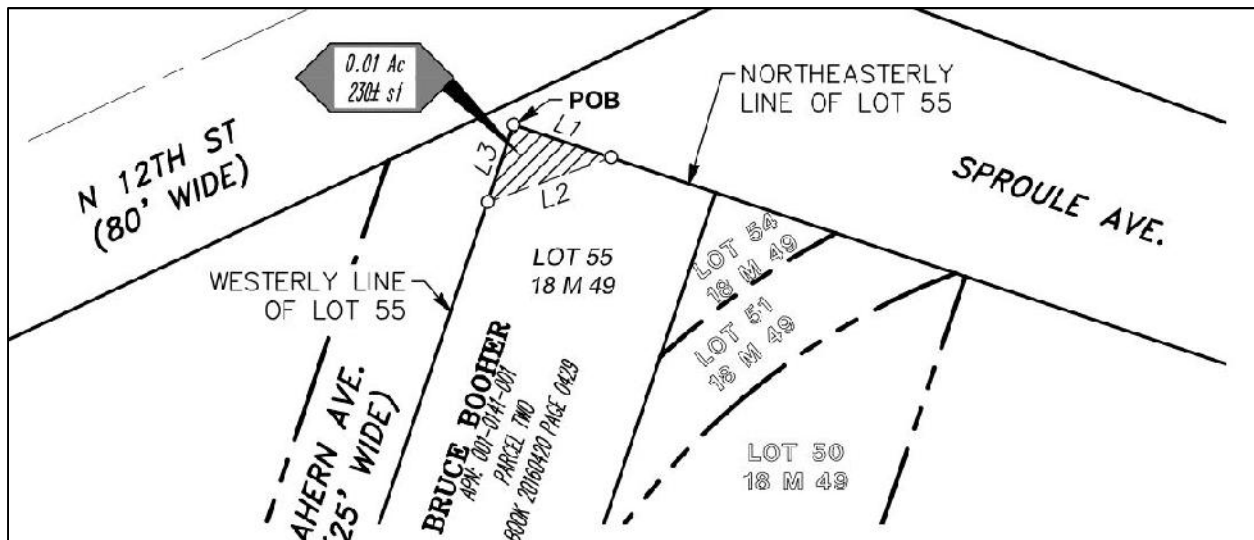 0.01 Ac
230± sf
POB
L1
L3
L2
NORTHEASTERLY
LINE OF LOT 55
N 12TH ST
(80' WIDE)
SPROULE AVE.
WESTERLY LINE
OF LOT 55
LOT 55
18 M 49
LOT 54
18 M 49
LOT 51
18 M 49
LOT 50
18 M 49
AHERN AVE.
25' WIDE)
BRUCE BOOHER
APN: 001-0141-001
PARCEL TWO
BOOK 20160420 PAGE 0429